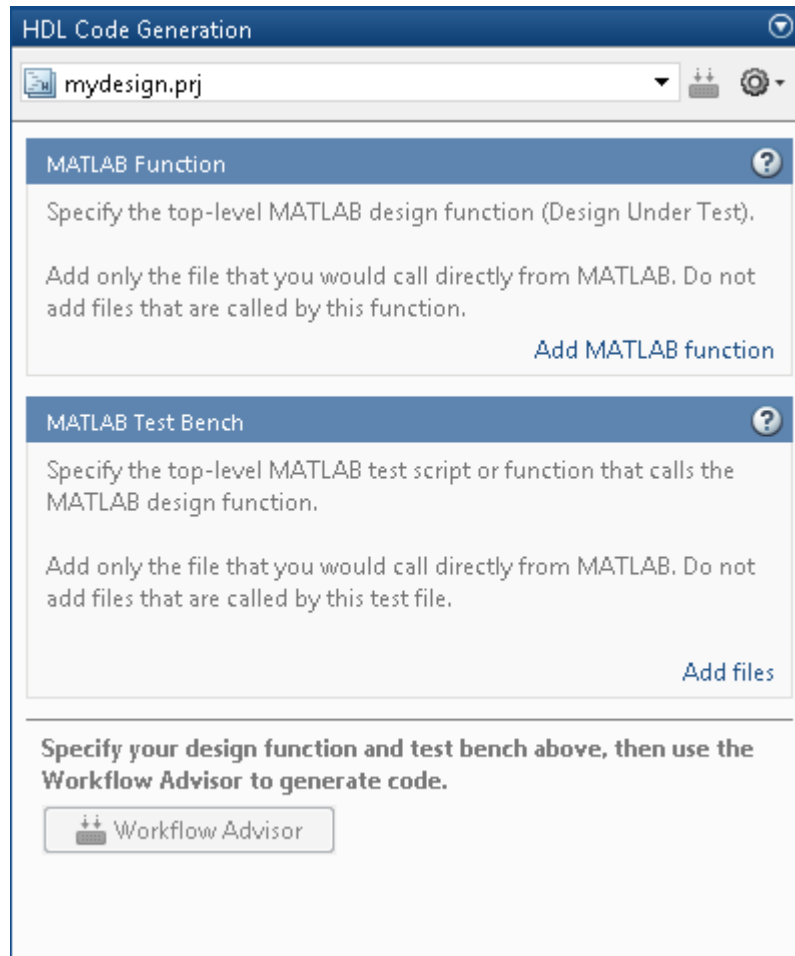 HDL Code Generation
mydesign.prj
MATLAB Function
Specify the top-level MATLAB design function (Design Under Test).
Add only the file that you would call directly from MATLAB. Do not
add files that are called by this function.
Add MATLAB function
MATLAB Test Bench
Specify the top-level MATLAB test script or function that calls the
MATLAB design function.
Add only the file that you would call directly from MATLAB. Do not
add files that are called by this test file.
Add files
Specify your design function and test bench above, then use the
Workflow Advisor to generate code.
Workflow Advisor